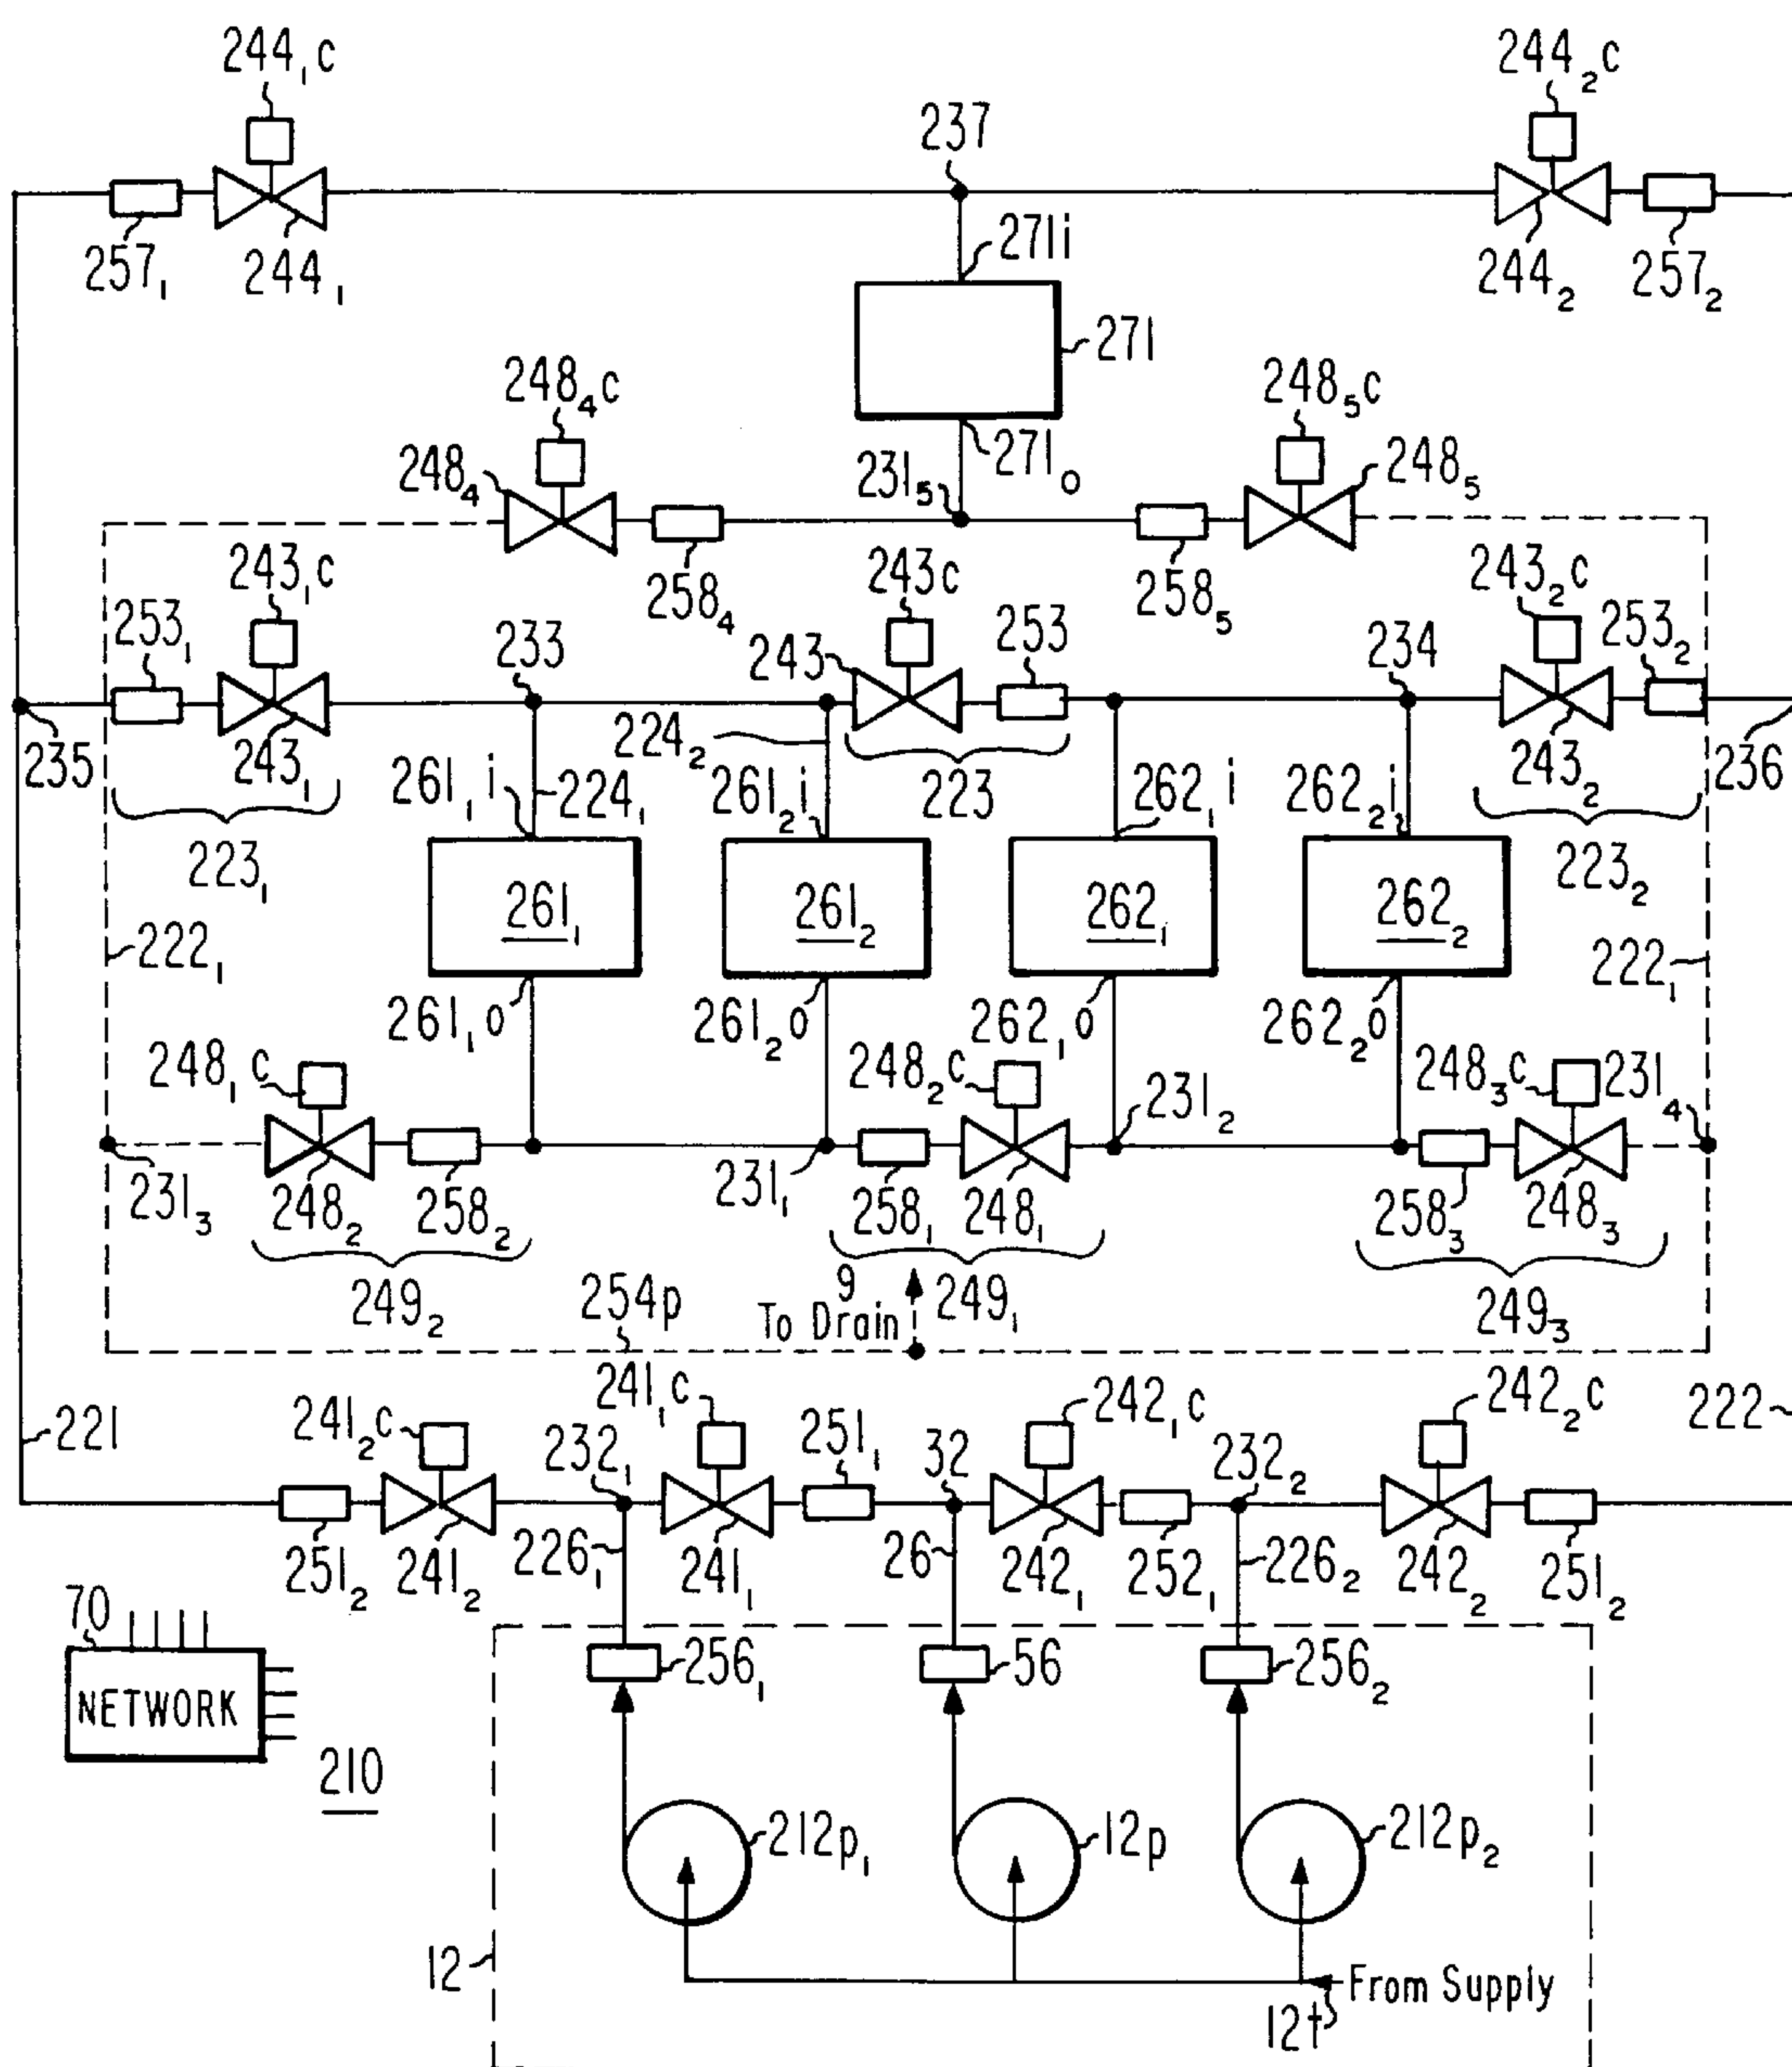 244₁c 244₂c
237
271i
257₁ 244₁ 244₂ 257₂
271
248₄c 248₅c
248₄ 231₅ 271₀ 248₅
243₁c 258₄ 243c 258₅ 243₂c
253₁ 233 243 253 234 253₂
235 243₁ 224₂ 223 243₂ 236
261₁i 224₁ 261₂i 262₁i 262₂i
223₁ 223₂
261₁ 261₂ 262₁ 262₂
222₁ 222₁
261₁o 261₂o 262₁o 262₂o
248₁c 248₂c 231₂ 248₃c 231₄
231₃ 248₂ 258₂ 231₁ 258₁ 248₁ 258₃ 248₃
249₂ 254p 9 249₁ 249₃
To Drain
221 241₂c 241₁c 251₁ 242₁c 242₂c 222
232₁ 32 232₂
251₂ 241₂ 226₁ 241₁ 26 242₁ 252₁ 226₂ 242₂ 251₂
70
256₁ 56 256₂
NETWORK
210
212p₁ 12p 212p₂
12 From Supply
12t